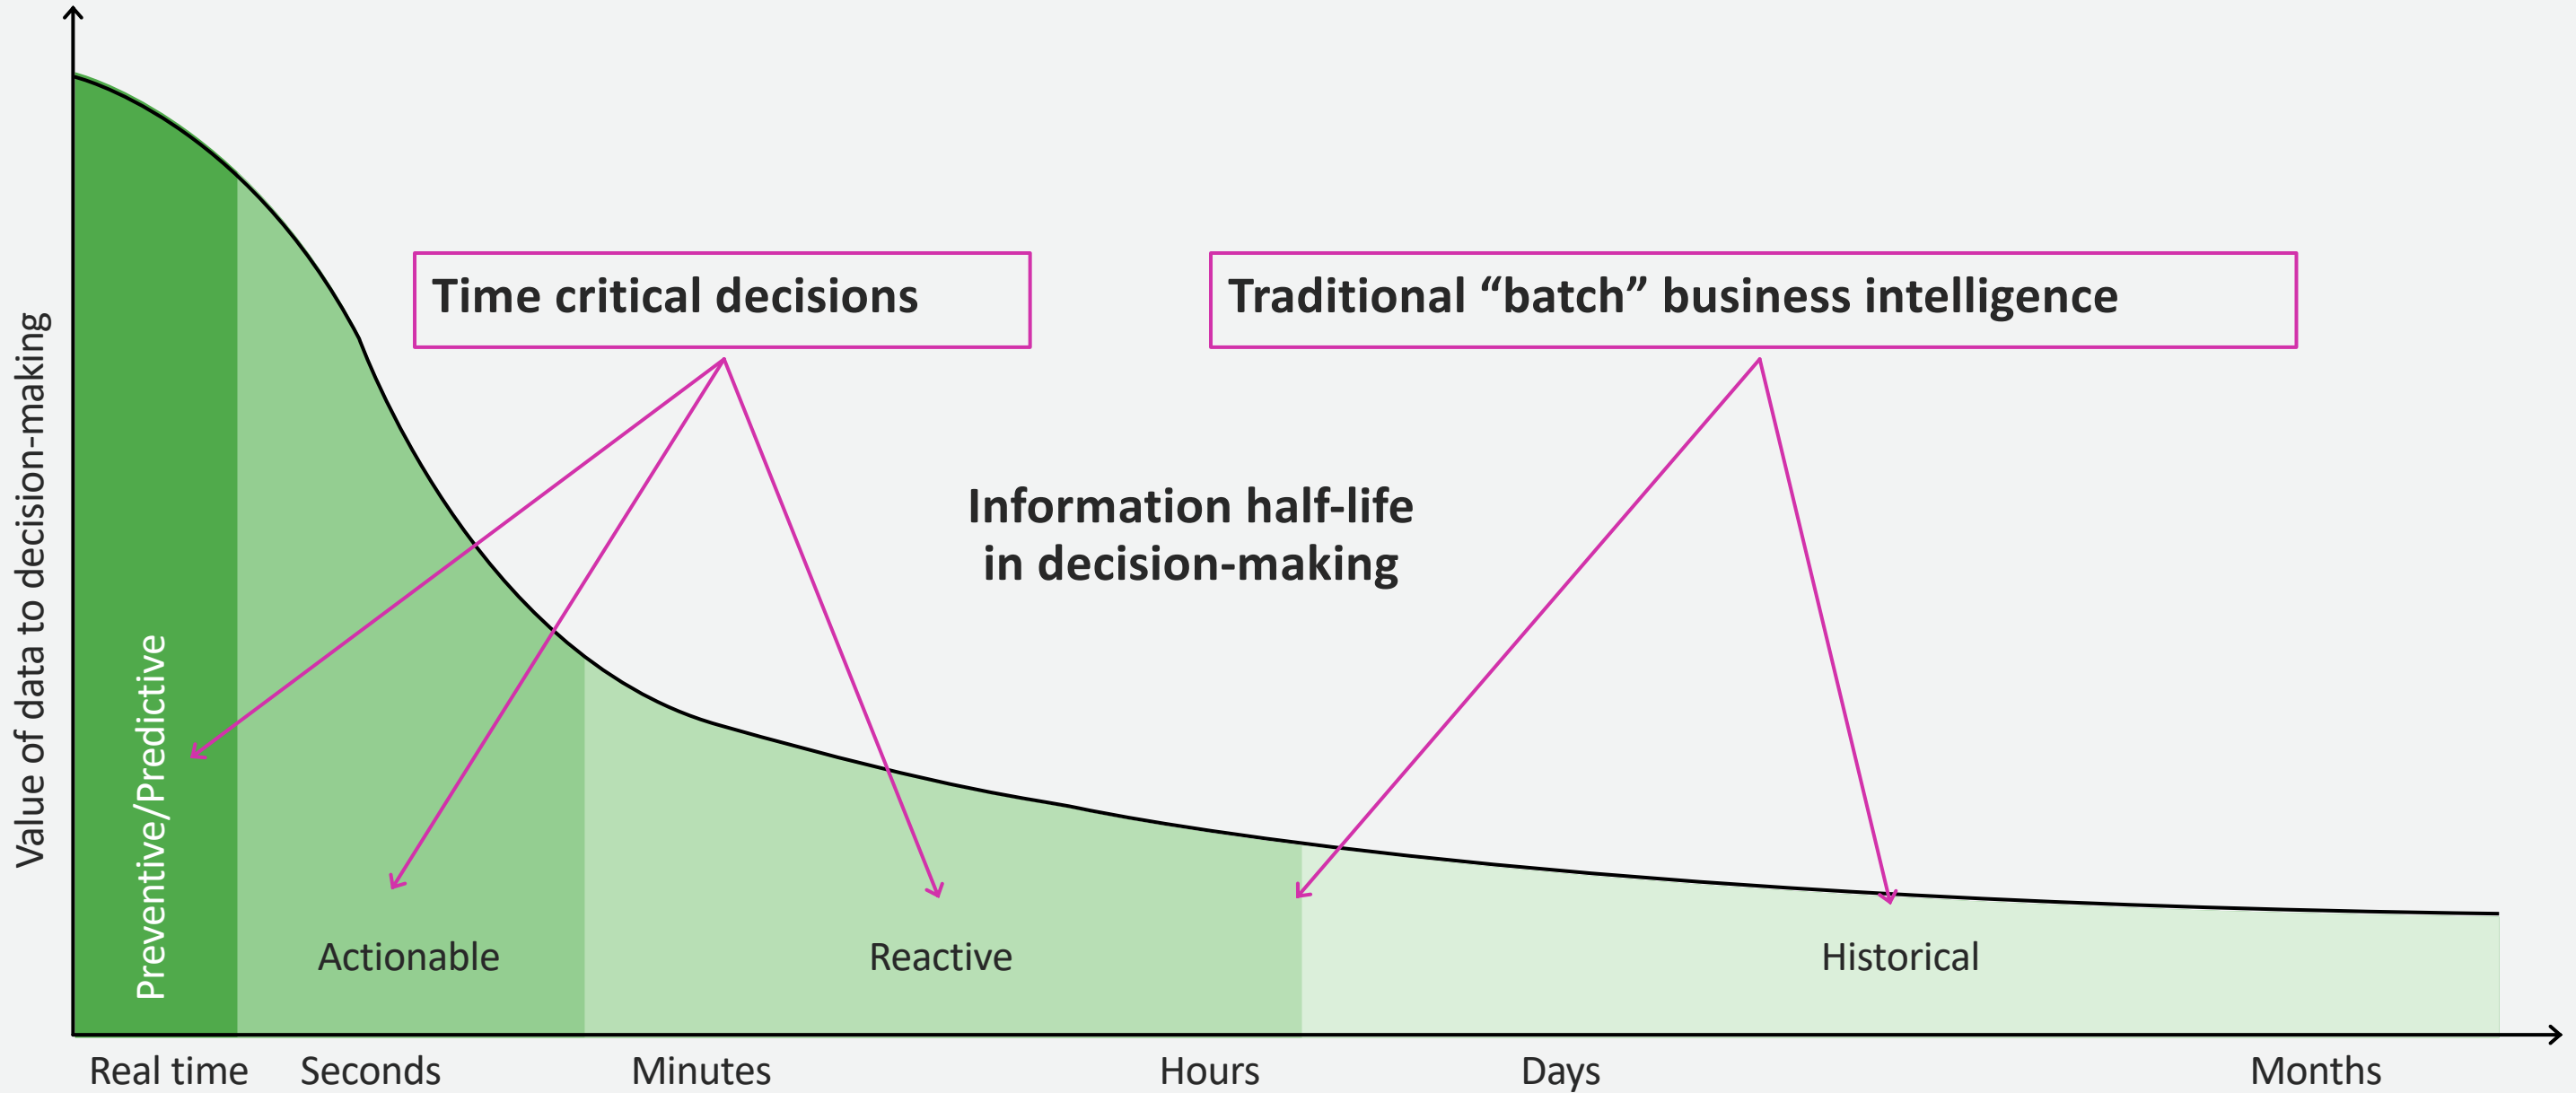 Value of data to decision-making
Time critical decisions
Traditional “batch” business intelligence
Information half-life
in decision-making
Preventive/Predictive
Actionable
Reactive
Historical
Real time
Seconds
Minutes
Hours
Days
Months